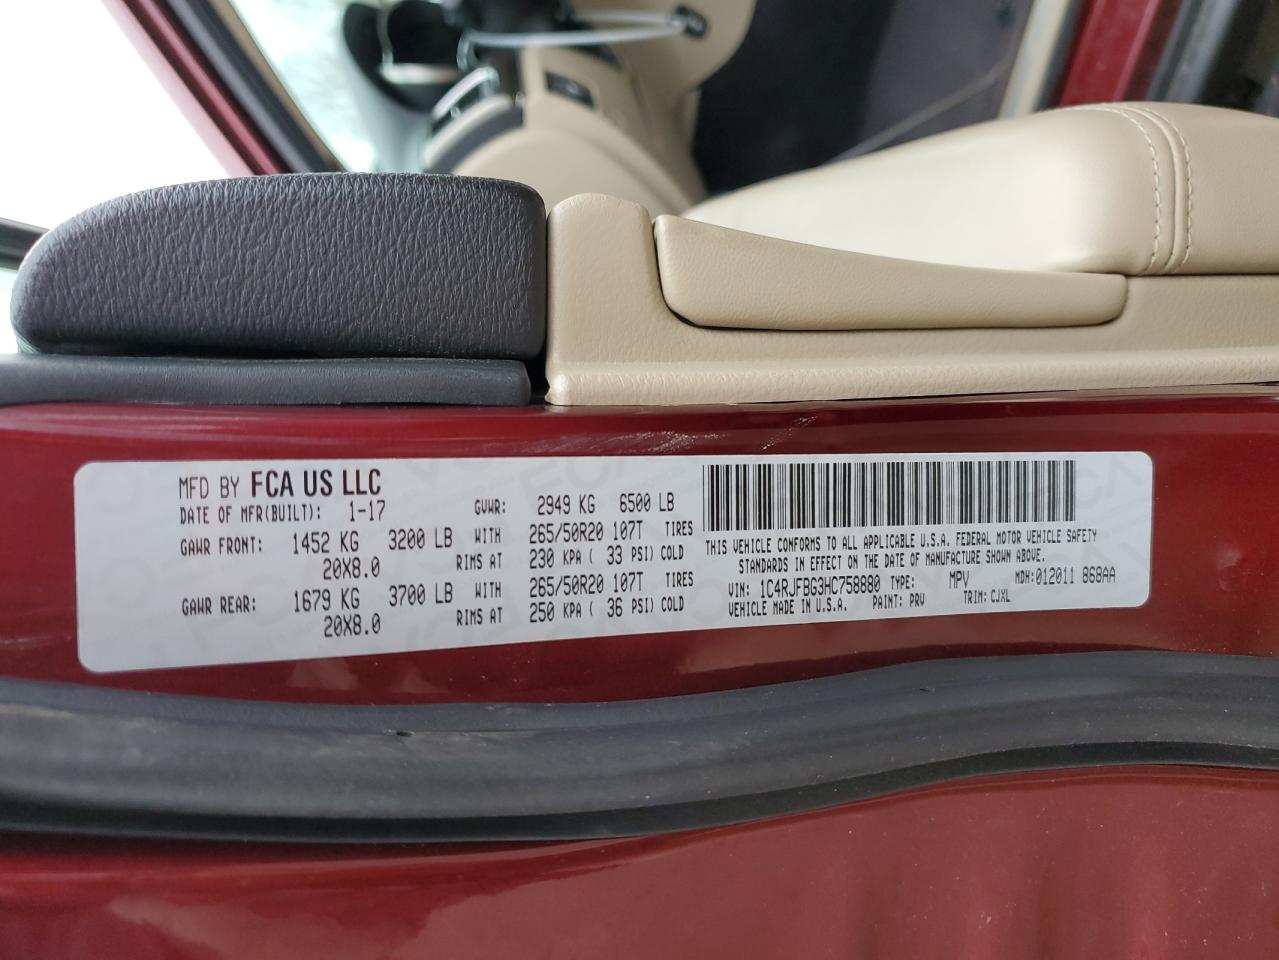 MFD BY FCA US LLC
DATE OF MFR(BUILT): 1-17 GVWR: 2949 KG 6500 LB
GAWR FRONT: 1452 KG 3200 LB WITH 265/50R20 107T TIRES
20X8.0 RIMS AT 230 KPA ( 33 PSI) COLD
GAWR REAR: 1679 KG 3700 LB WITH 265/50R20 107T TIRES
20X8.0 RIMS AT 250 KPA ( 36 PSI) COLD
THIS VEHICLE CONFORMS TO ALL APPLICABLE U.S.A. FEDERAL MOTOR VEHICLE SAFETY
STANDARDS IN EFFECT ON THE DATE OF MANUFACTURE SHOWN ABOVE.
VIN: 1C4RJFBG3HC758880 TYPE: MPV MDH: 012011 868AA
VEHICLE MADE IN U.S.A. PAINT: PRV TRIM: CJXL